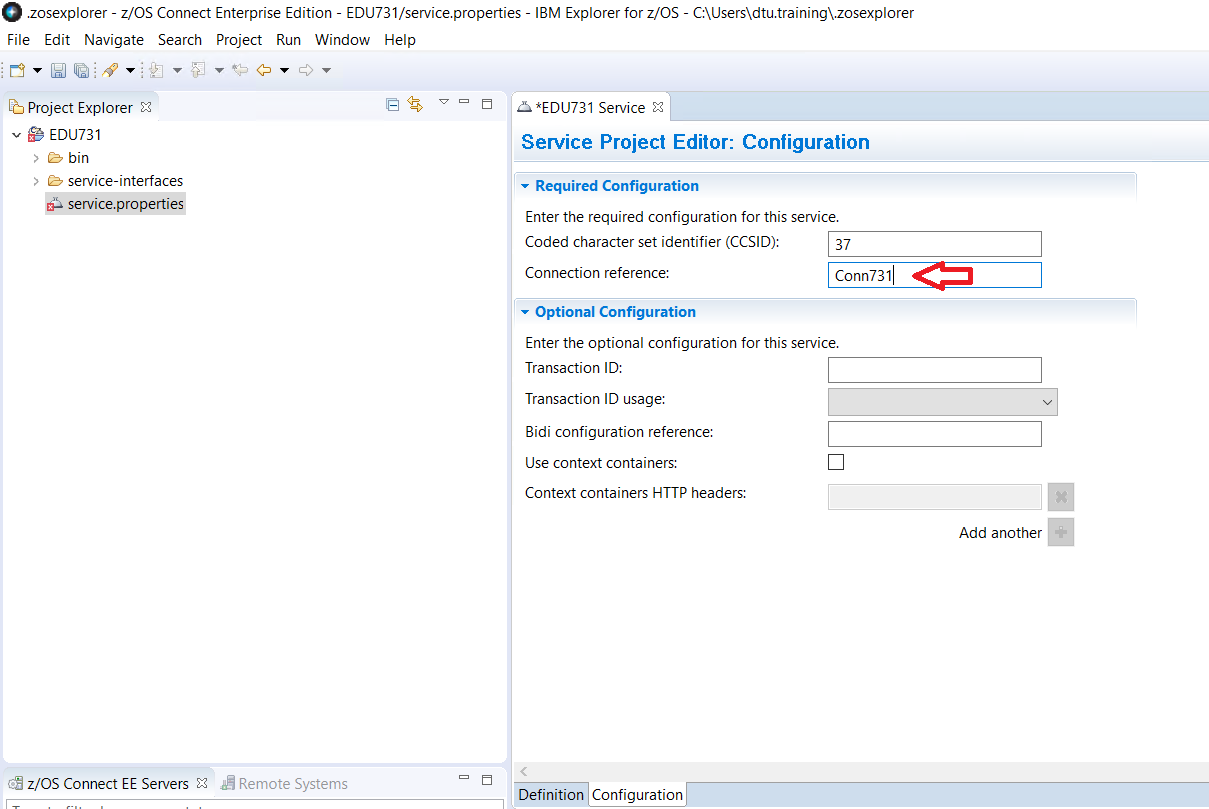 .zosexplorer - z/OS Connect Enterprise Edition - EDU731/service.properties - IBM Explorer for z/OS - C:\Users\dtu.training\.zosexplorer
File Edit Navigate Search Project Run Window Help
Project Explorer
EDU731
bin
service-interfaces
service.properties
*EDU731 Service
Service Project Editor: Configuration
Required Configuration
Enter the required configuration for this service.
Coded character set identifier (CCSID): 37
Connection reference: Conn731
Optional Configuration
Enter the optional configuration for this service.
Transaction ID:
Transaction ID usage:
Bidi configuration reference:
Use context containers:
Context containers HTTP headers:
Add another
Definition Configuration
z/OS Connect EE Servers Remote Systems